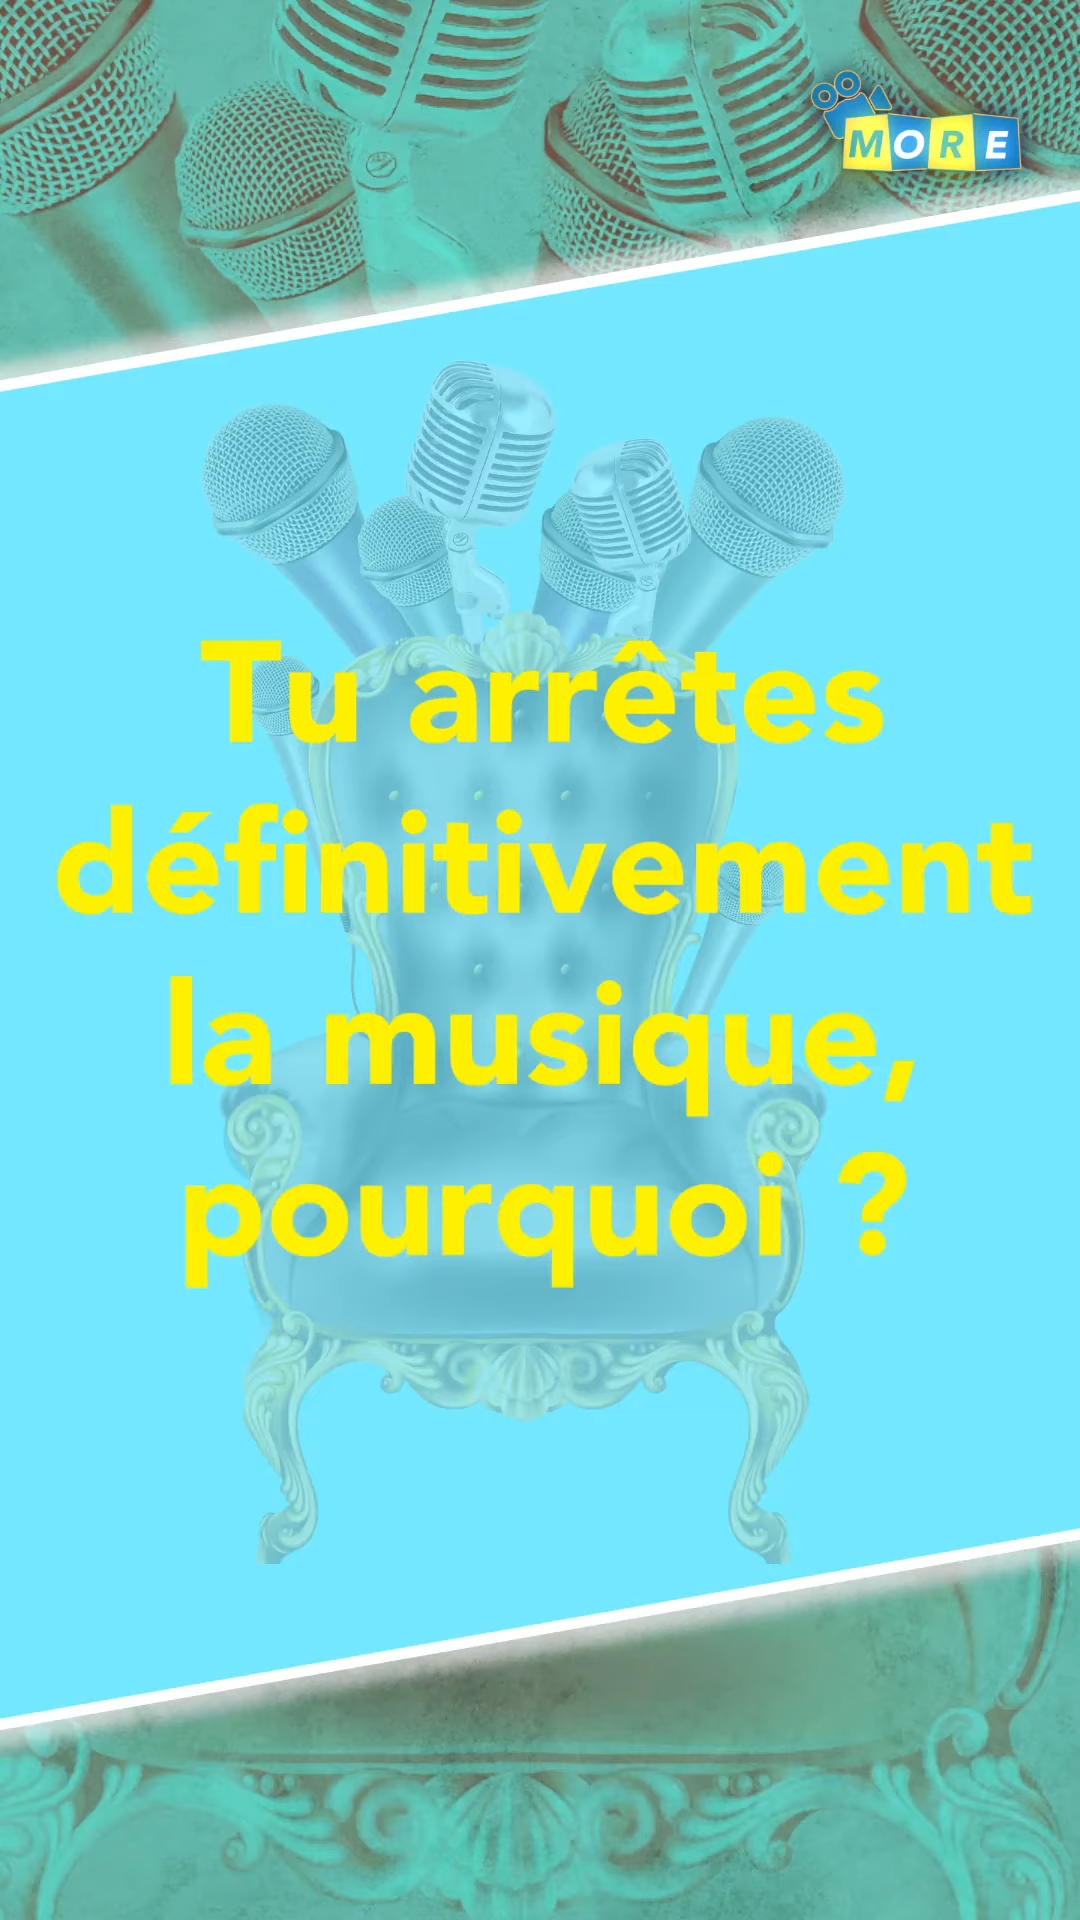 MORE
Tu arrêtes
définitivement
la musique,
pourquoi ?